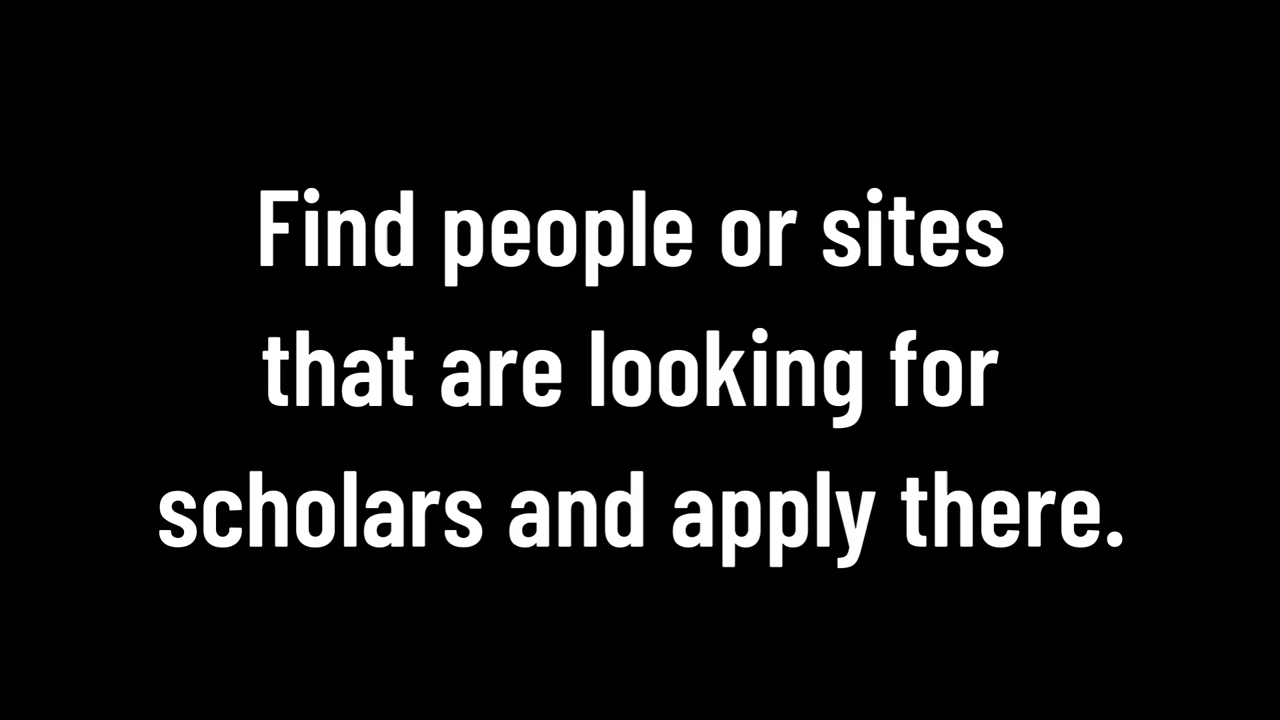 Find people or sites
that are looking for
scholars and apply there.